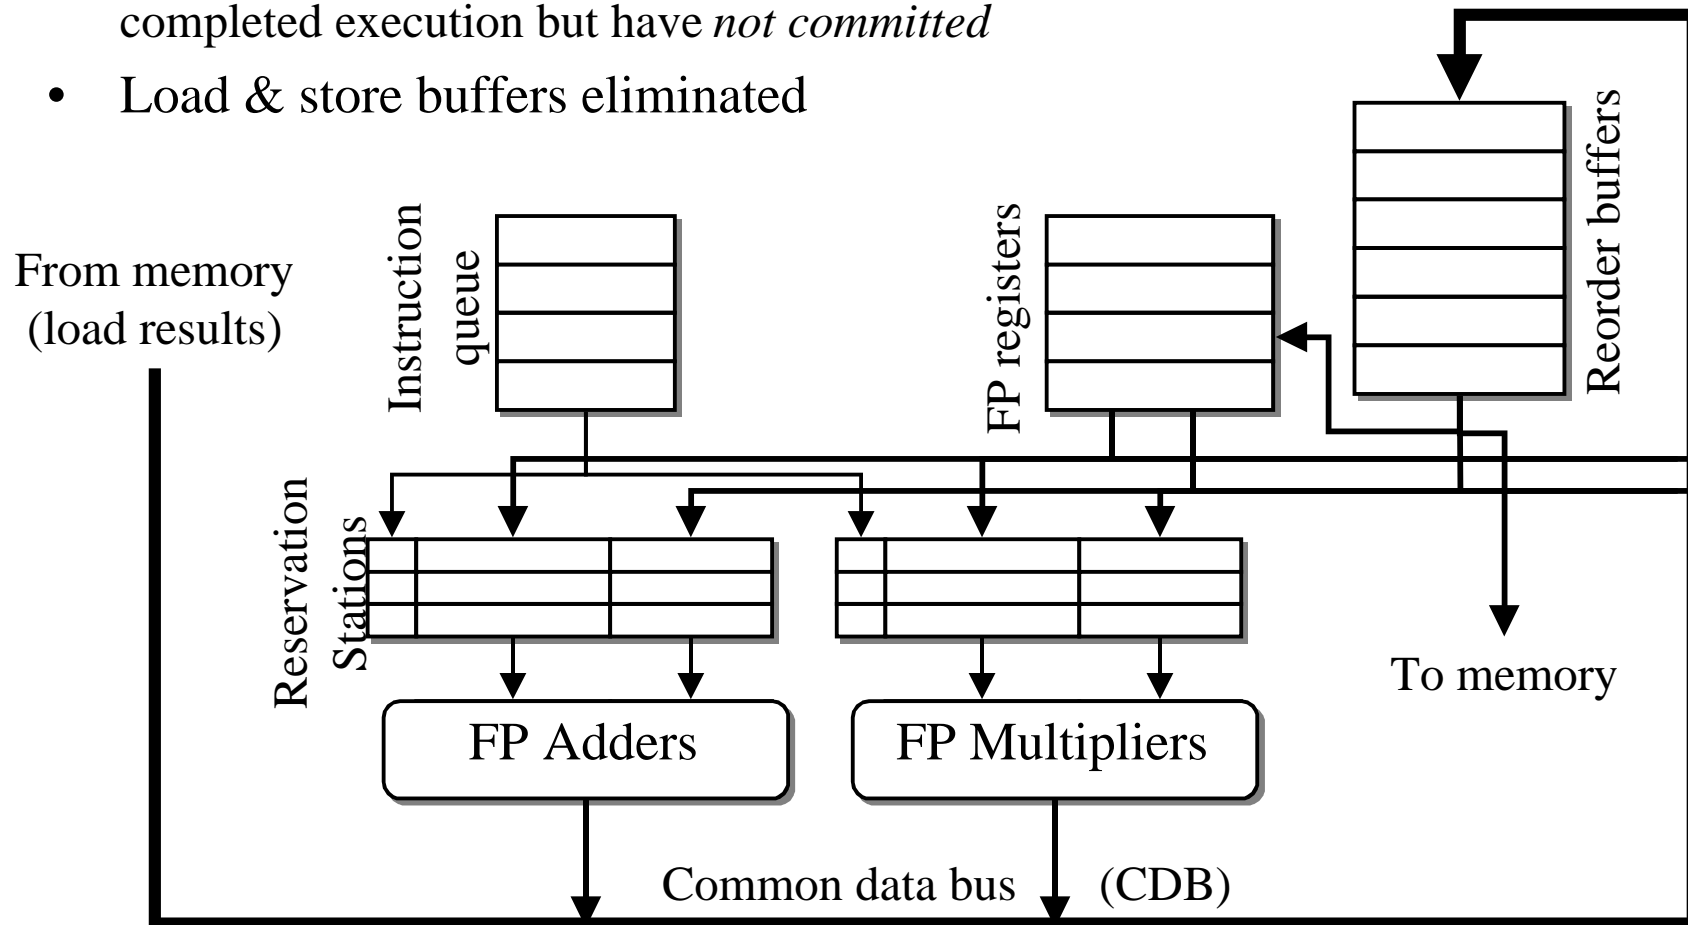 completed execution but have not committed
• Load & store buffers eliminated
Reorder buffers
Instruction
queue
FP registers
From memory
(load results)
Reservation
Stations
To memory
FP Adders
FP Multipliers
Common data bus (CDB)